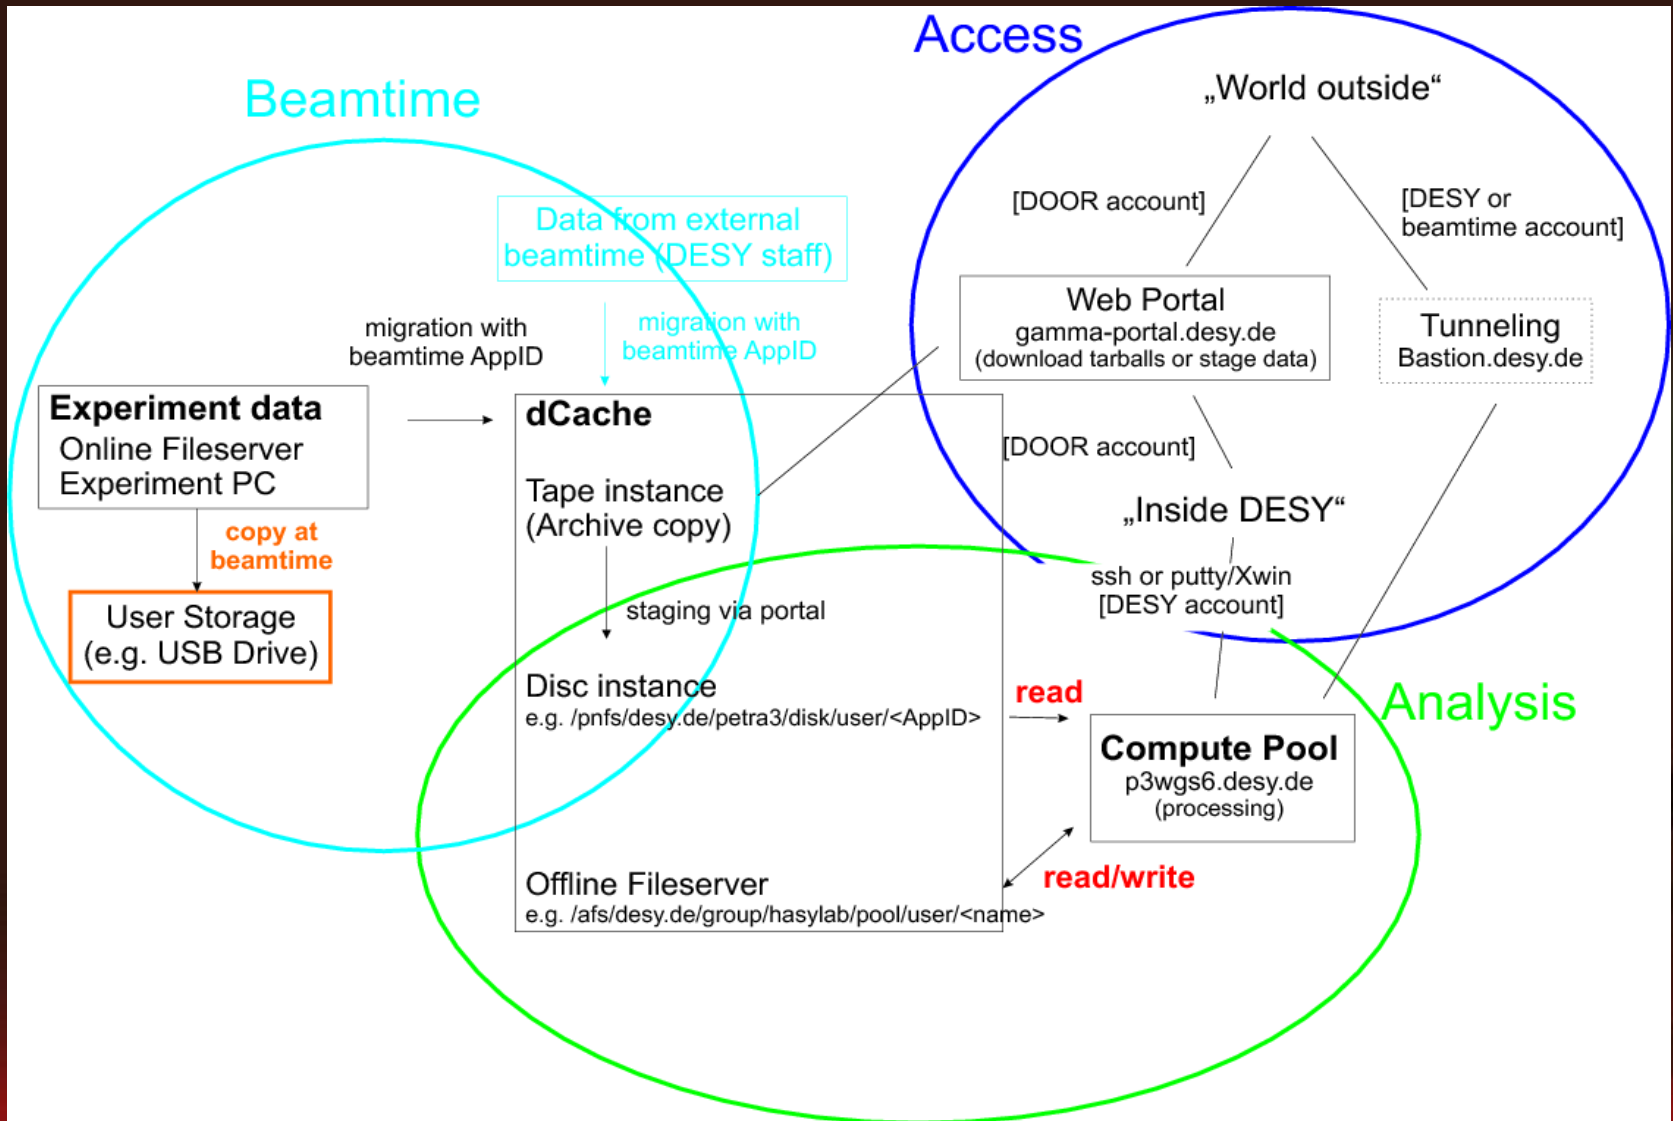 Access
„World outside“
Beamtime
[DOOR account]
[DESY or
beamtime account]
Data from external
beamtime (DESY staff)
migration with
beamtime AppID
migration with
beamtime AppID
Web Portal
gamma-portal.desy.de
(download tarballs or stage data)
Tunneling
Bastion.desy.de
Experiment data
Online Fileserver
Experiment PC
dCache
[DOOR account]
Tape instance
(Archive copy)
„Inside DESY“
copy at
beamtime
ssh or putty/Xwin
[DESY account]
User Storage
(e.g. USB Drive)
staging via portal
Disc instance
e.g. /pnfs/desy.de/petra3/disk/user/<AppID>
read
Analysis
Compute Pool
p3wgs6.desy.de
(processing)
Offline Fileserver
e.g. /afs/desy.de/group/hasylab/pool/user/<name>
read/write